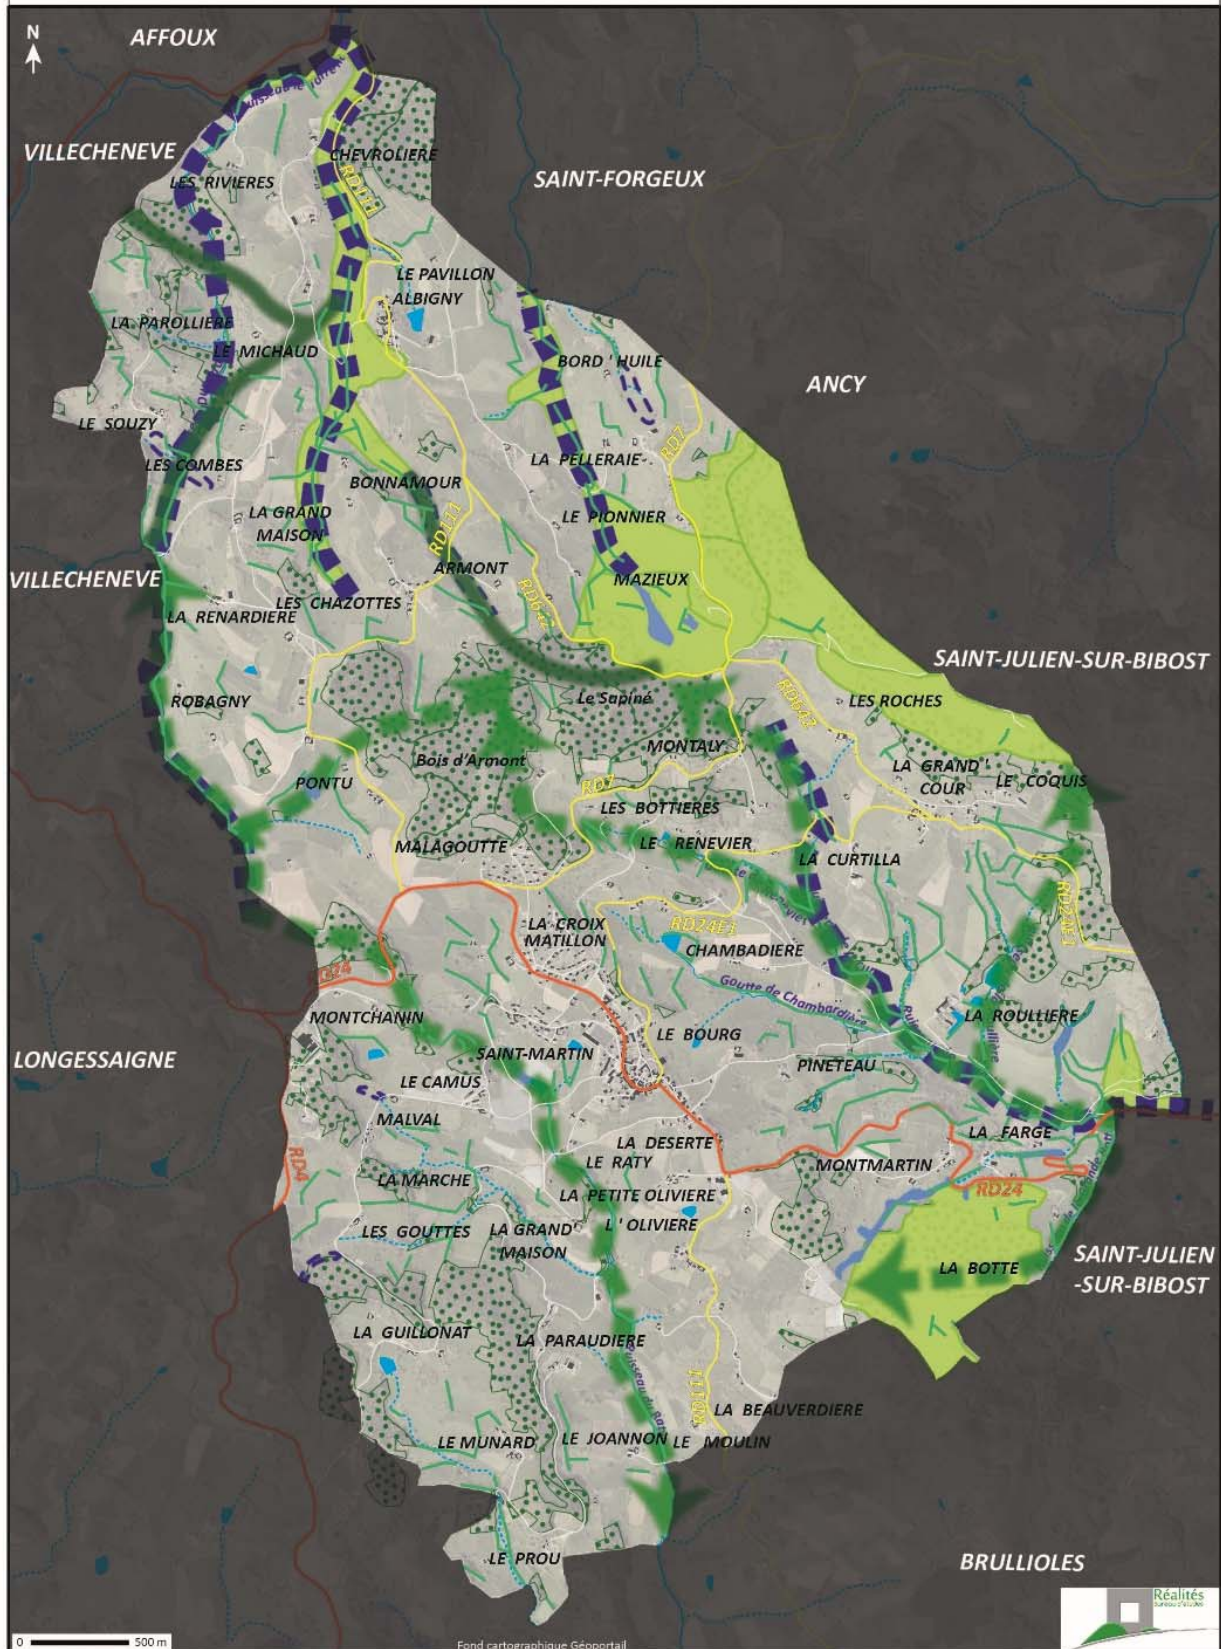 N
AFFOUX
VILLECHENEVE
CHEVROLIERE
LES RIVIERES
SAINT-FORGEUX
RD111
LE PAVILLON
ALBIGNY
LA PAROLLIERE
LE MICHAUD
BORD ' HUILE
ANCY
LE SOUZY
RD7
LES COMBES
LA PELLERAIE
BONNAMOUR
LA GRAND
MAISON
LE PIONNIER
RD111
ARMONT
VILLECHENEVE
MAZIEUX
RD642
LES CHAZOTTES
LA RENARDIERE
SAINT-JULIEN-SUR-BIBOST
ROBAGNY
Le Sapiné
RD642
LES ROCHES
MONTALY
Bois d'Armont
LA GRAND'
COUR
LE COQUIS
PONTU
RD7
LES BOTTIERES
MALAGOUTTE
LE RENEVIER
LA CURTILLA
RD24E1
LA CROIX
MATILLON
RD24E1
CHAMBADIERE
RD24
Goutte de Chambardière
MONTCHANIN
LA ROULLIERE
LE BOURG
LONGESSAIGNE
SAINT-MARTIN
PINETEAU
LE CAMUS
MALVAL
LA FARGE
LA DESERTE
LE RATY
MONTMARTIN
RD4
LA MARCHE
LA PETITE OLIVIERE
RD24
LES GOUTTES
LA GRAND'
MAISON
L ' OLIVIERE
SAINT-JULIEN
-SUR-BIBOST
LA BOTTE
LA GUILLONAT
LA PARAUDIERE
RD111
LA BEAUVERDIERE
LE MUNARD
LE JOANNON
LE MOULIN
LE PROU
BRULLIOLES
Réalités
Bureau d'études
0 500 m
Fond cartographique Géoportail